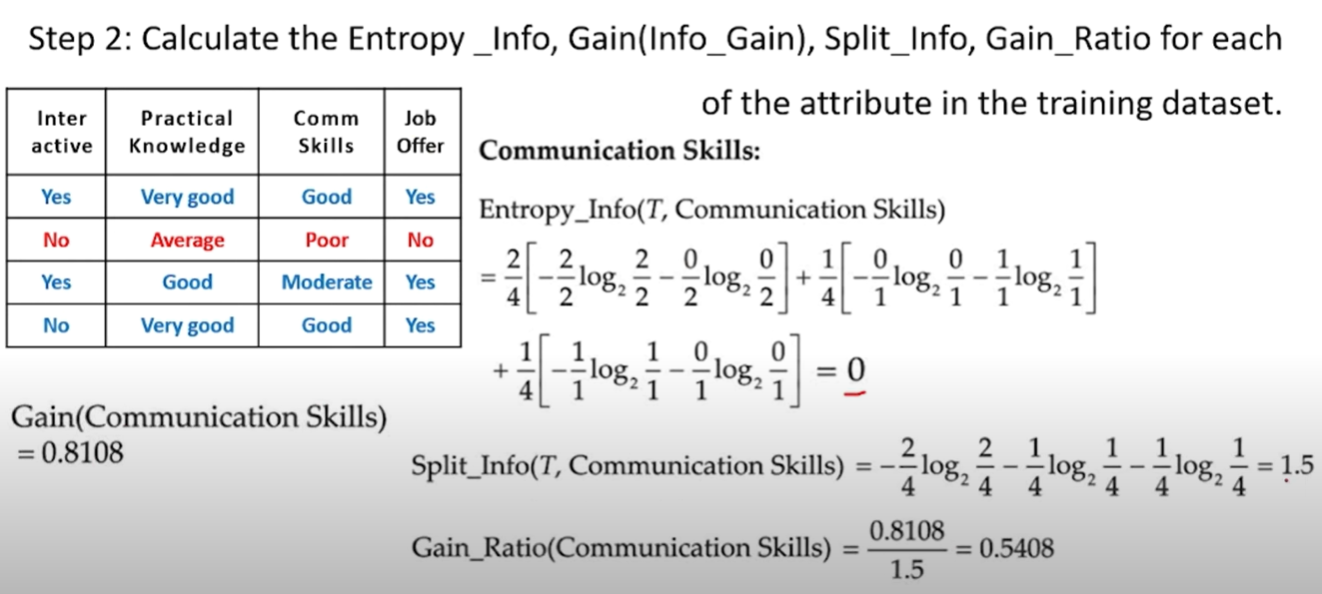 Step 2: Calculate the Entropy _Info, Gain(Info_Gain), Split_Info, Gain_Ratio for each
of the attribute in the training dataset.
Inter active | Practical Knowledge | Comm Skills | Job Offer
Yes | Very good | Good | Yes
No | Average | Poor | No
Yes | Good | Moderate | Yes
No | Very good | Good | Yes
Communication Skills:
Entropy_Info(T, Communication Skills)
= 2/4 [ −2/2 log₂ 2/2 − 0/2 log₂ 0/2 ] + 1/4 [ −0/1 log₂ 0/1 − 1/1 log₂ 1/1 ]
+ 1/4 [ −1/1 log₂ 1/1 − 0/1 log₂ 0/1 ] = 0
Gain(Communication Skills)
= 0.8108
Split_Info(T, Communication Skills) = −2/4 log₂ 2/4 − 1/4 log₂ 1/4 − 1/4 log₂ 1/4 = 1.5
Gain_Ratio(Communication Skills) = 0.8108/1.5 = 0.5408